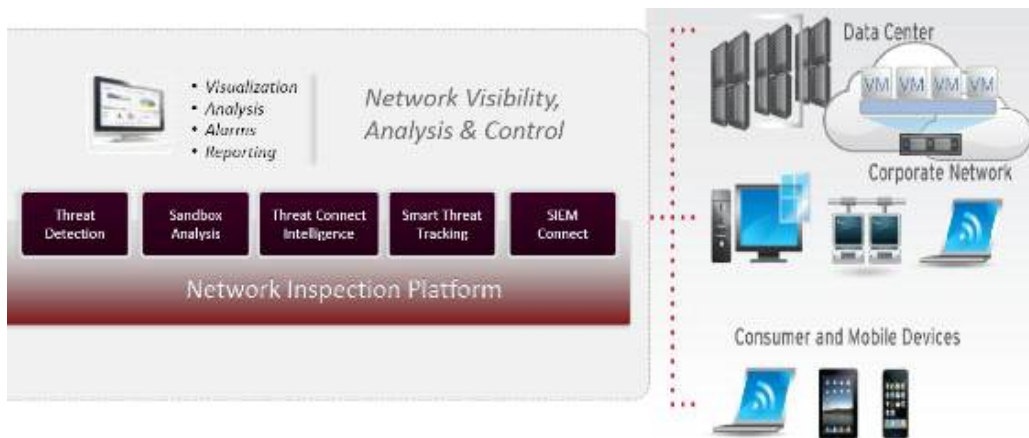 • Visualization
• Analysis
• Alarms
• Reporting
Network Visibility,
Analysis & Control
Threat
Detection
Sandbox
Analysis
Threat Connect
Intelligence
Smart Threat
Tracking
SIEM
Connect
Network Inspection Platform
Data Center
VM VM VM VM
Corporate Network
Consumer and Mobile Devices